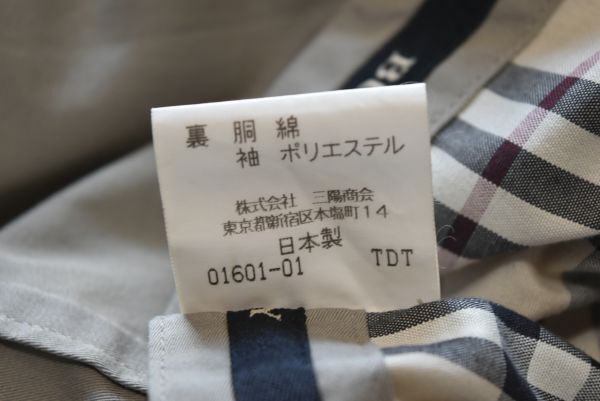 B
裏 胴 綿
袖 ポリエステル
株式会社 三陽商会
東京都新宿区本塩町14
日本製
01601-01 TDT